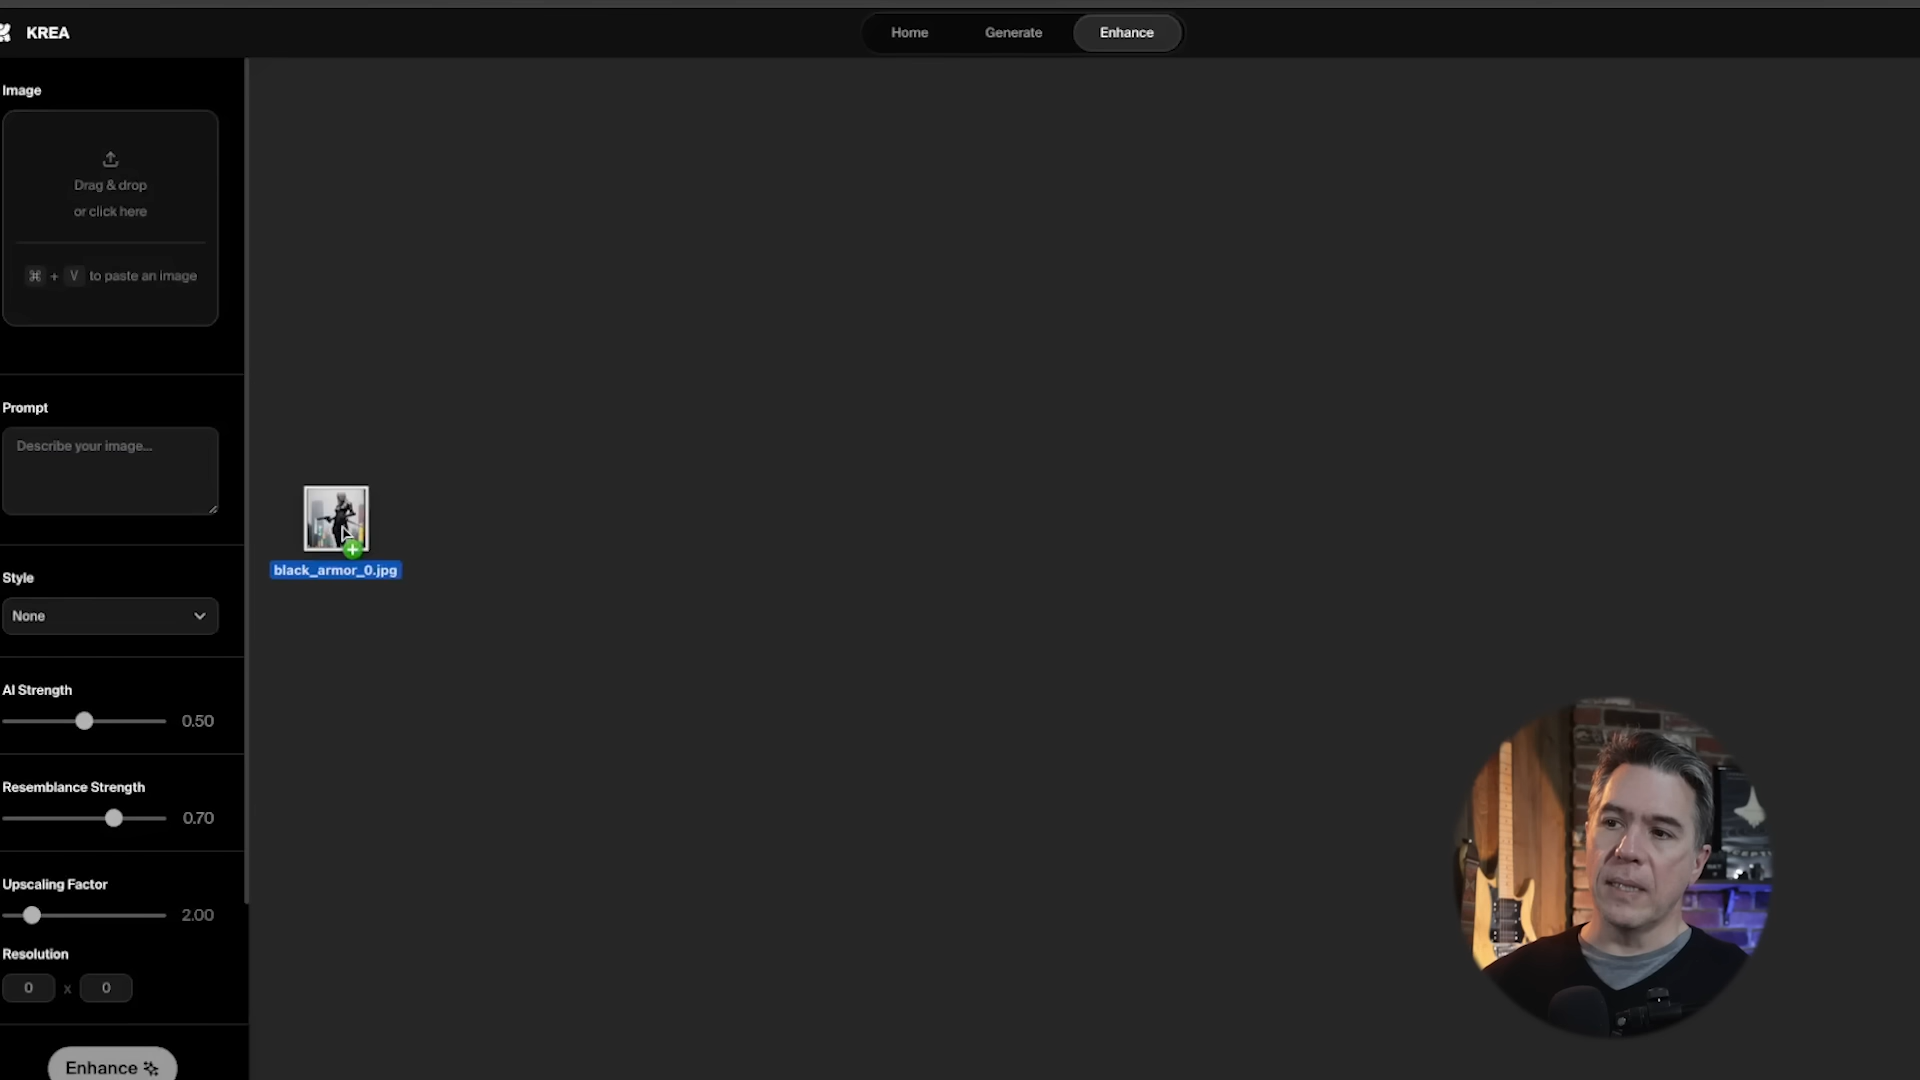 KREA
Home
Generate
Enhance
Image
Drag & drop
or click here
⌘ + V to paste an image
Prompt
Describe your image...
black_armor_0.jpg
Style
None
AI Strength
0.50
Resemblance Strength
0.70
Upscaling Factor
2.00
Resolution
0 x 0
Enhance